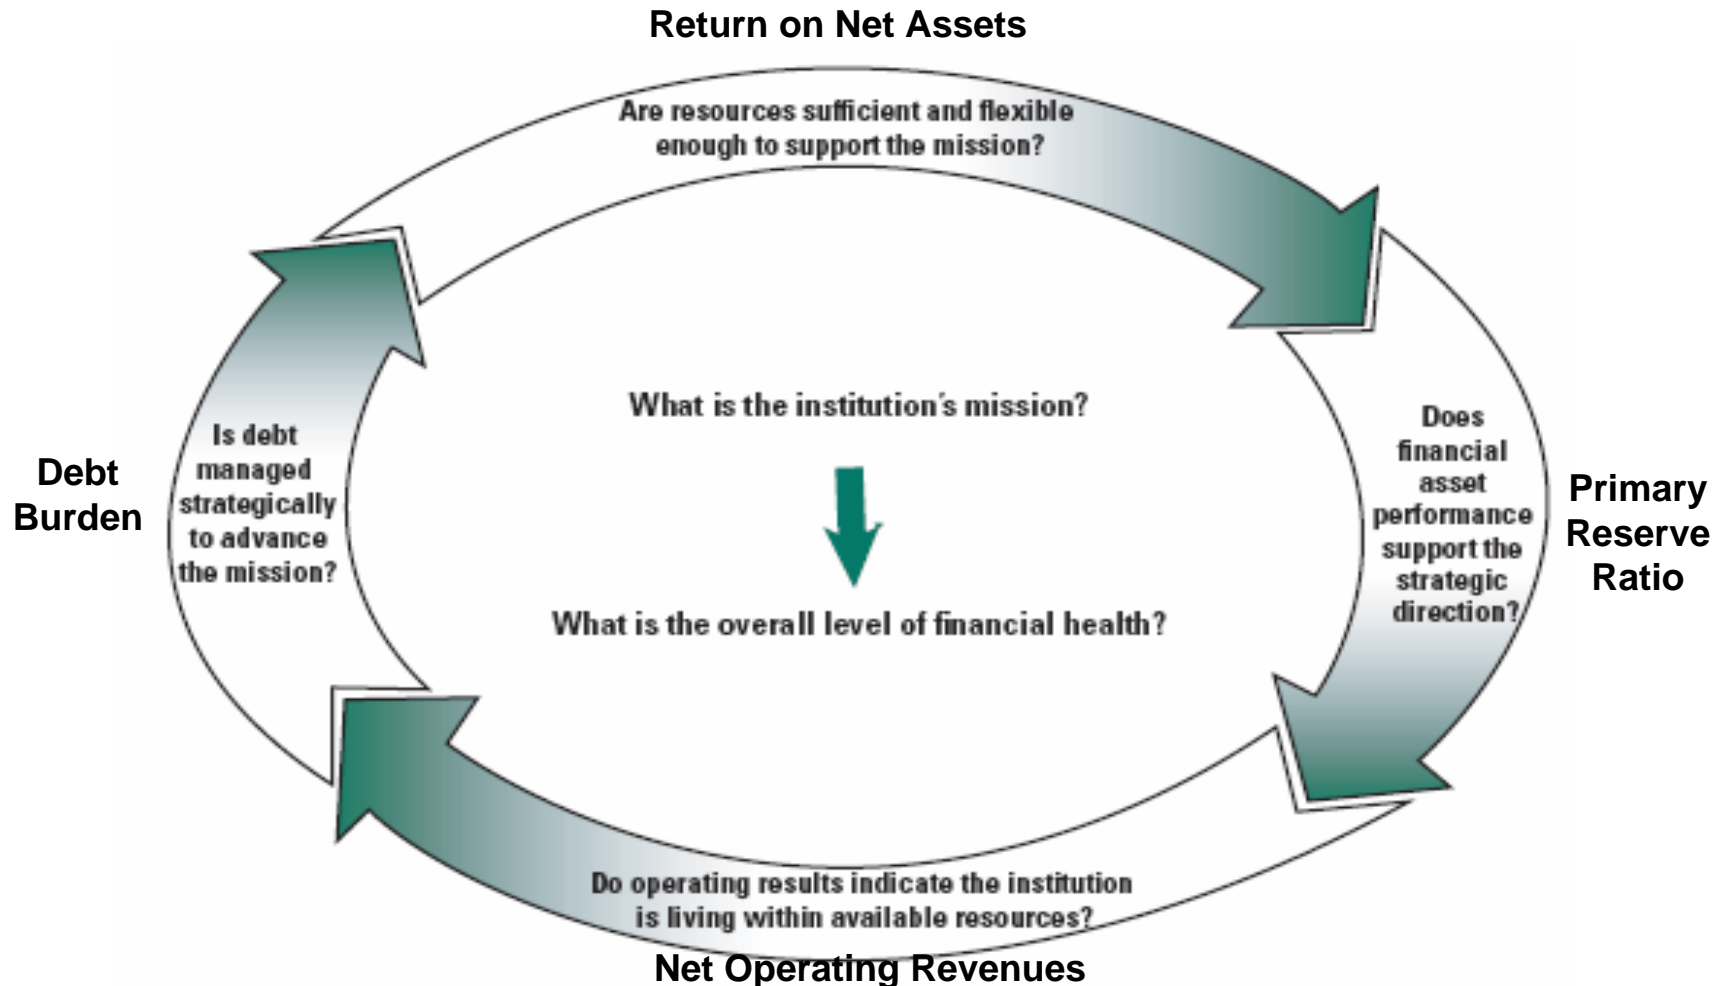 Return on Net Assets
Are resources sufficient and flexible
enough to support the mission?
What is the institution's mission?
What is the overall level of financial health?
Debt
Burden
Is debt
managed
strategically
to advance
the mission?
Does
financial
asset
performance
support the
strategic
direction?
Primary
Reserve
Ratio
Do operating results indicate the institution
is living within available resources?
Net Operating Revenues